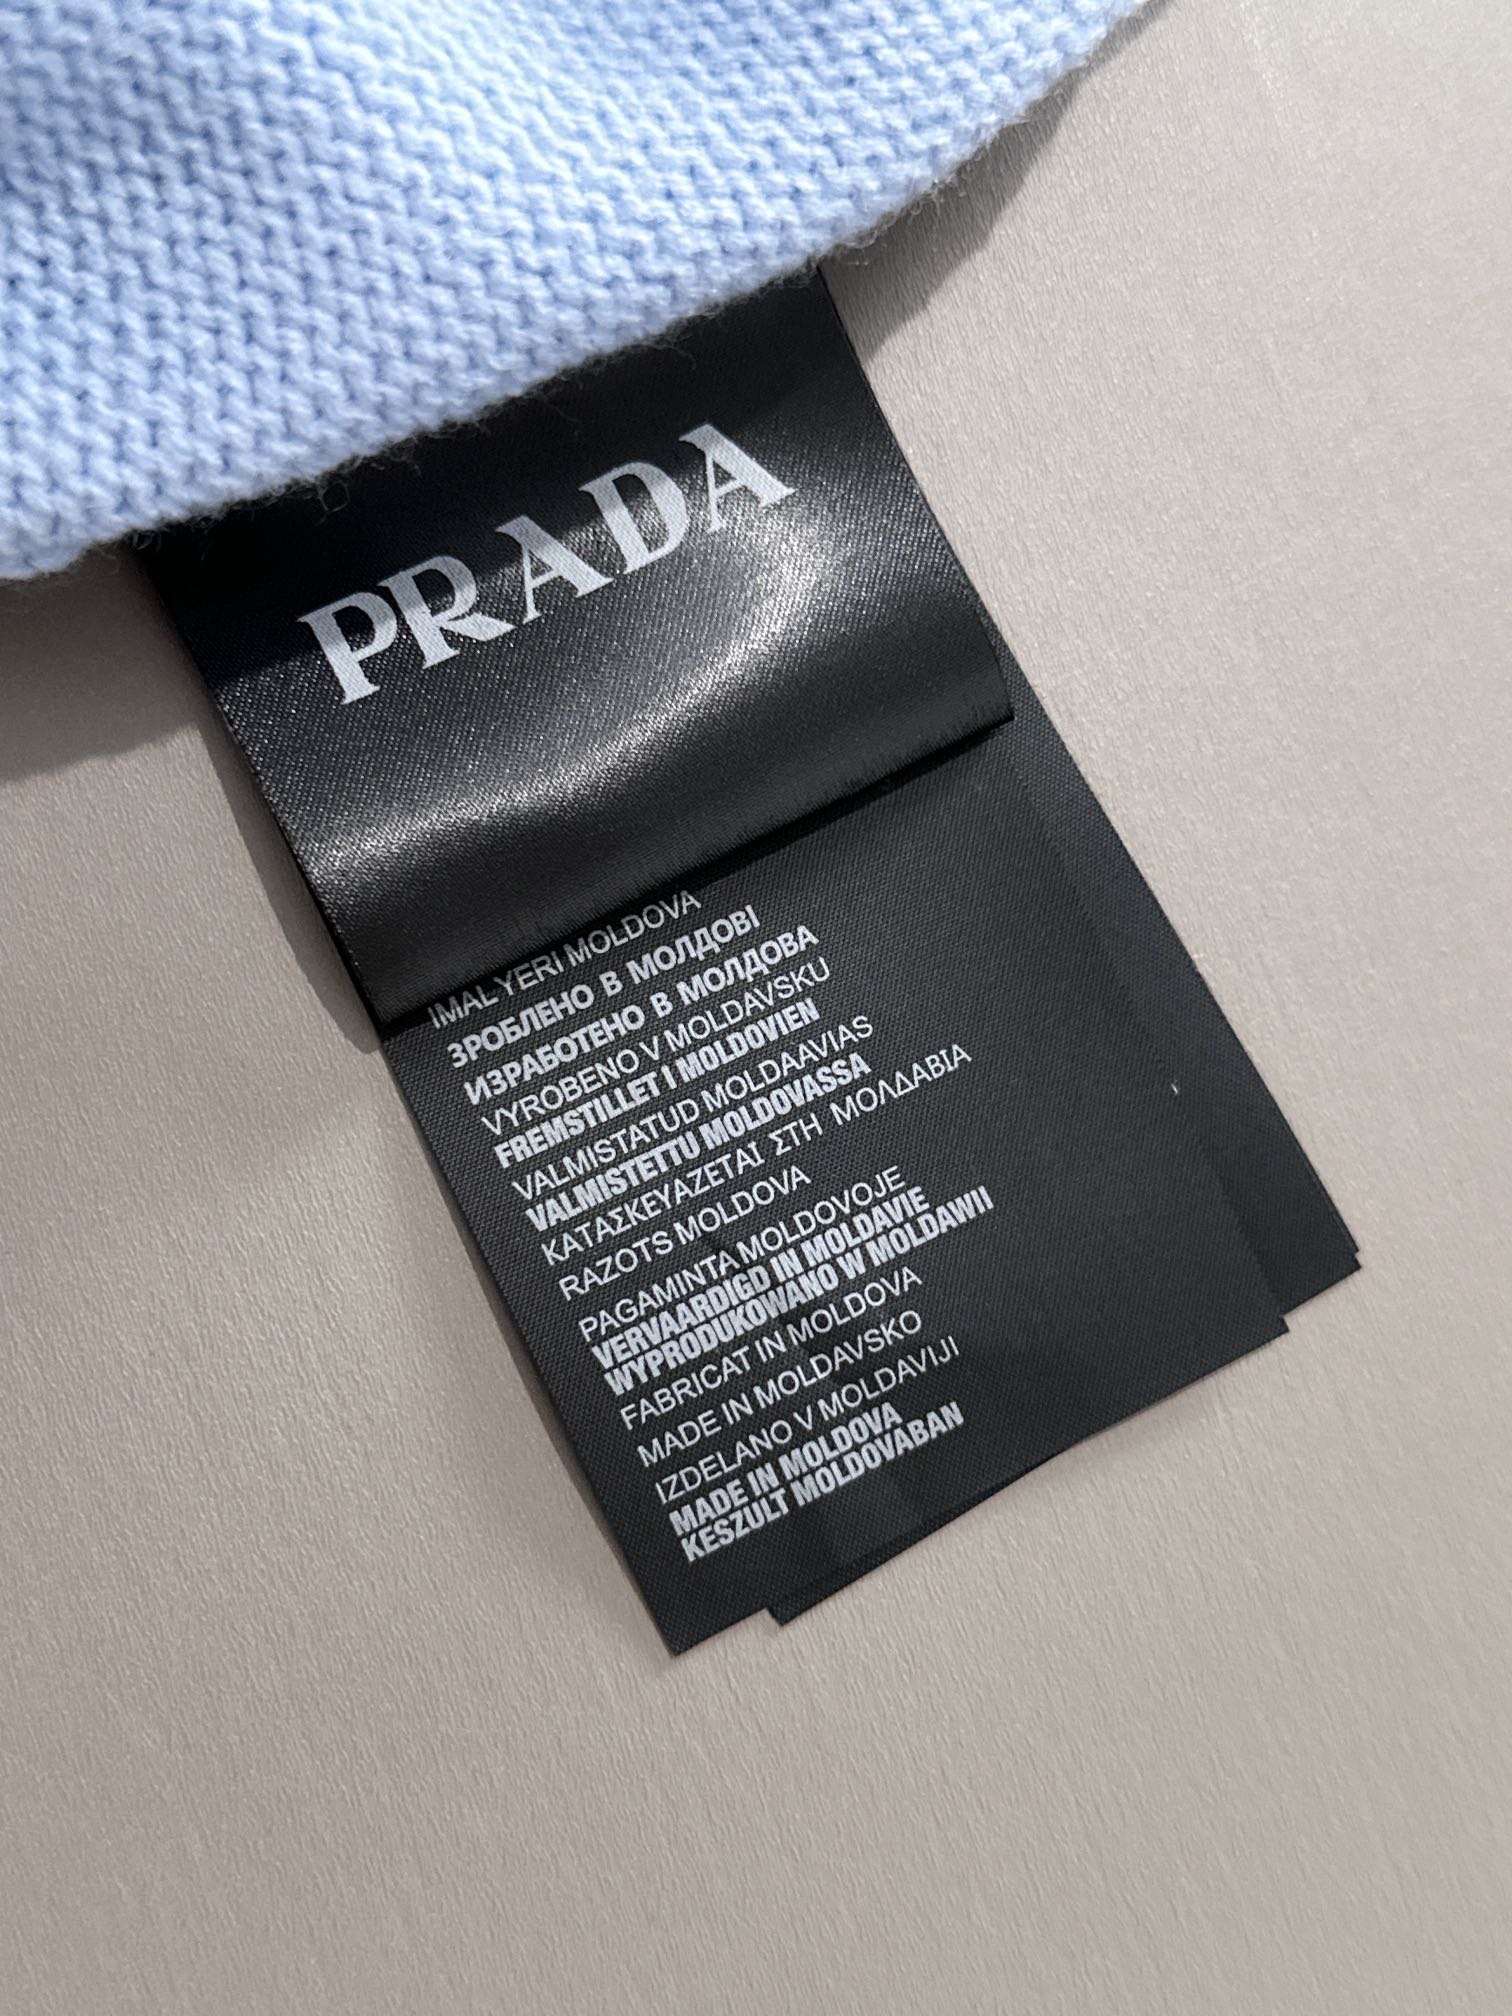 PRADA
IMALYERI MOLDOVA
ЗРОБЛЕНО В МОЛДОВІ
ИЗРАБОТЕНО В МОЛДОВА
VYROBENO V MOLDAVSKU
FREMSTILLET I MOLDOVIEN
VALMISTATUD MOLDAAVIAS
VALMISTETTU MOLDOVASSA
ΚΑΤΑΣΚΕΥΑΖΕΤΑΙ ΣΤΗ ΜΟΛΔΑΒΙΑ
RAZOTS MOLDOVA
PAGAMINTA MOLDOVOJE
VERVAARDIGD IN MOLDAVIE
WYPRODUKOWANO W MOLDAWII
FABRICAT IN MOLDOVA
MADE IN MOLDAVSKO
IZDELANO V MOLDAVIJI
MADE IN MOLDOVA
KESZULT MOLDOVABAN